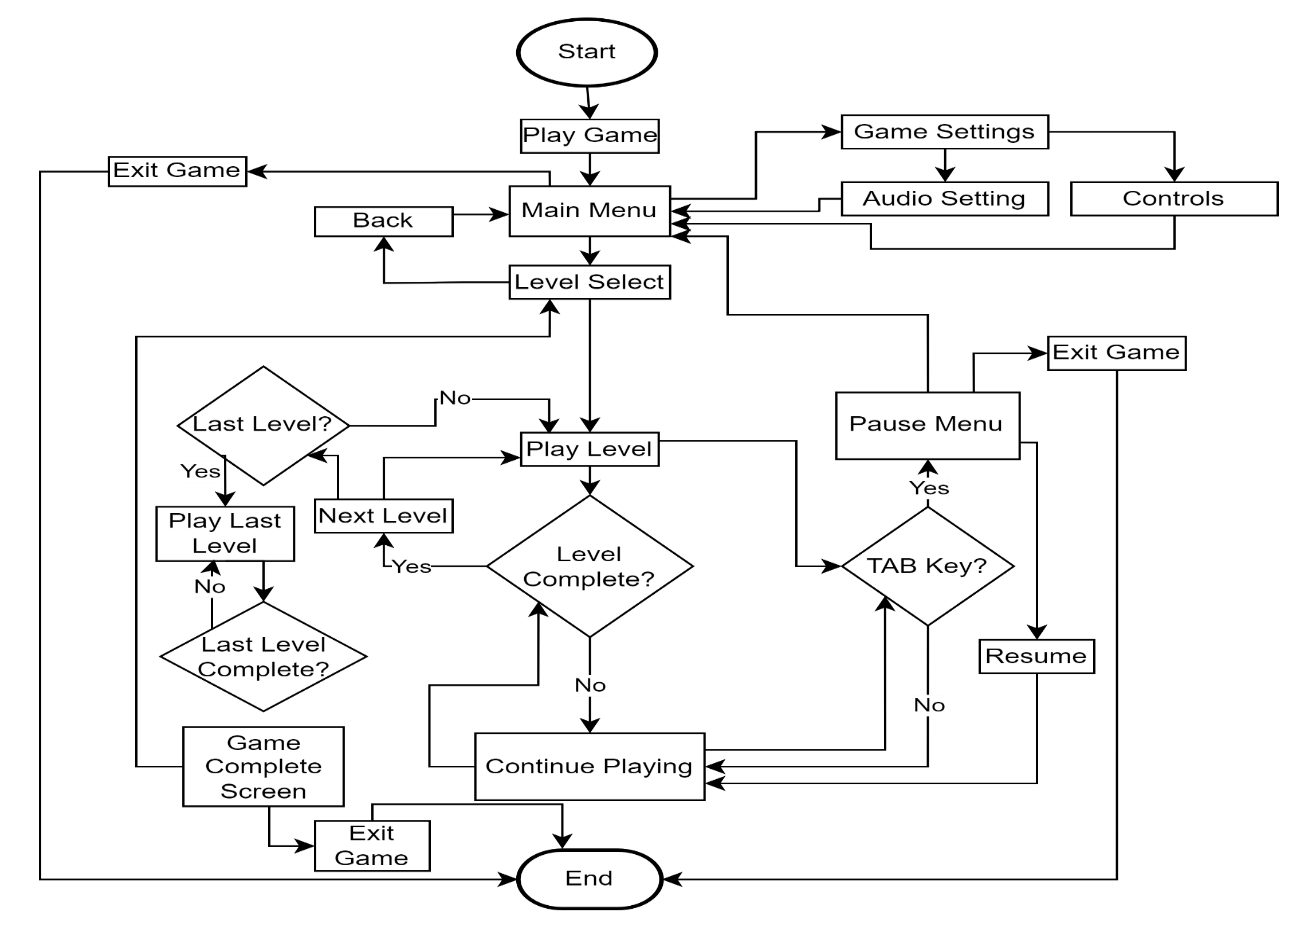 Start
Play Game
Game Settings
Exit Game
Main Menu
Audio Setting
Controls
Back
Level Select
Exit Game
No
Last Level?
Pause Menu
Play Level
Yes
Yes
Next Level
Play Last
Level
Level
Complete?
Yes
TAB Key?
No
Last Level
Complete?
Resume
No
No
Game
Complete
Screen
Continue Playing
Exit
Game
End